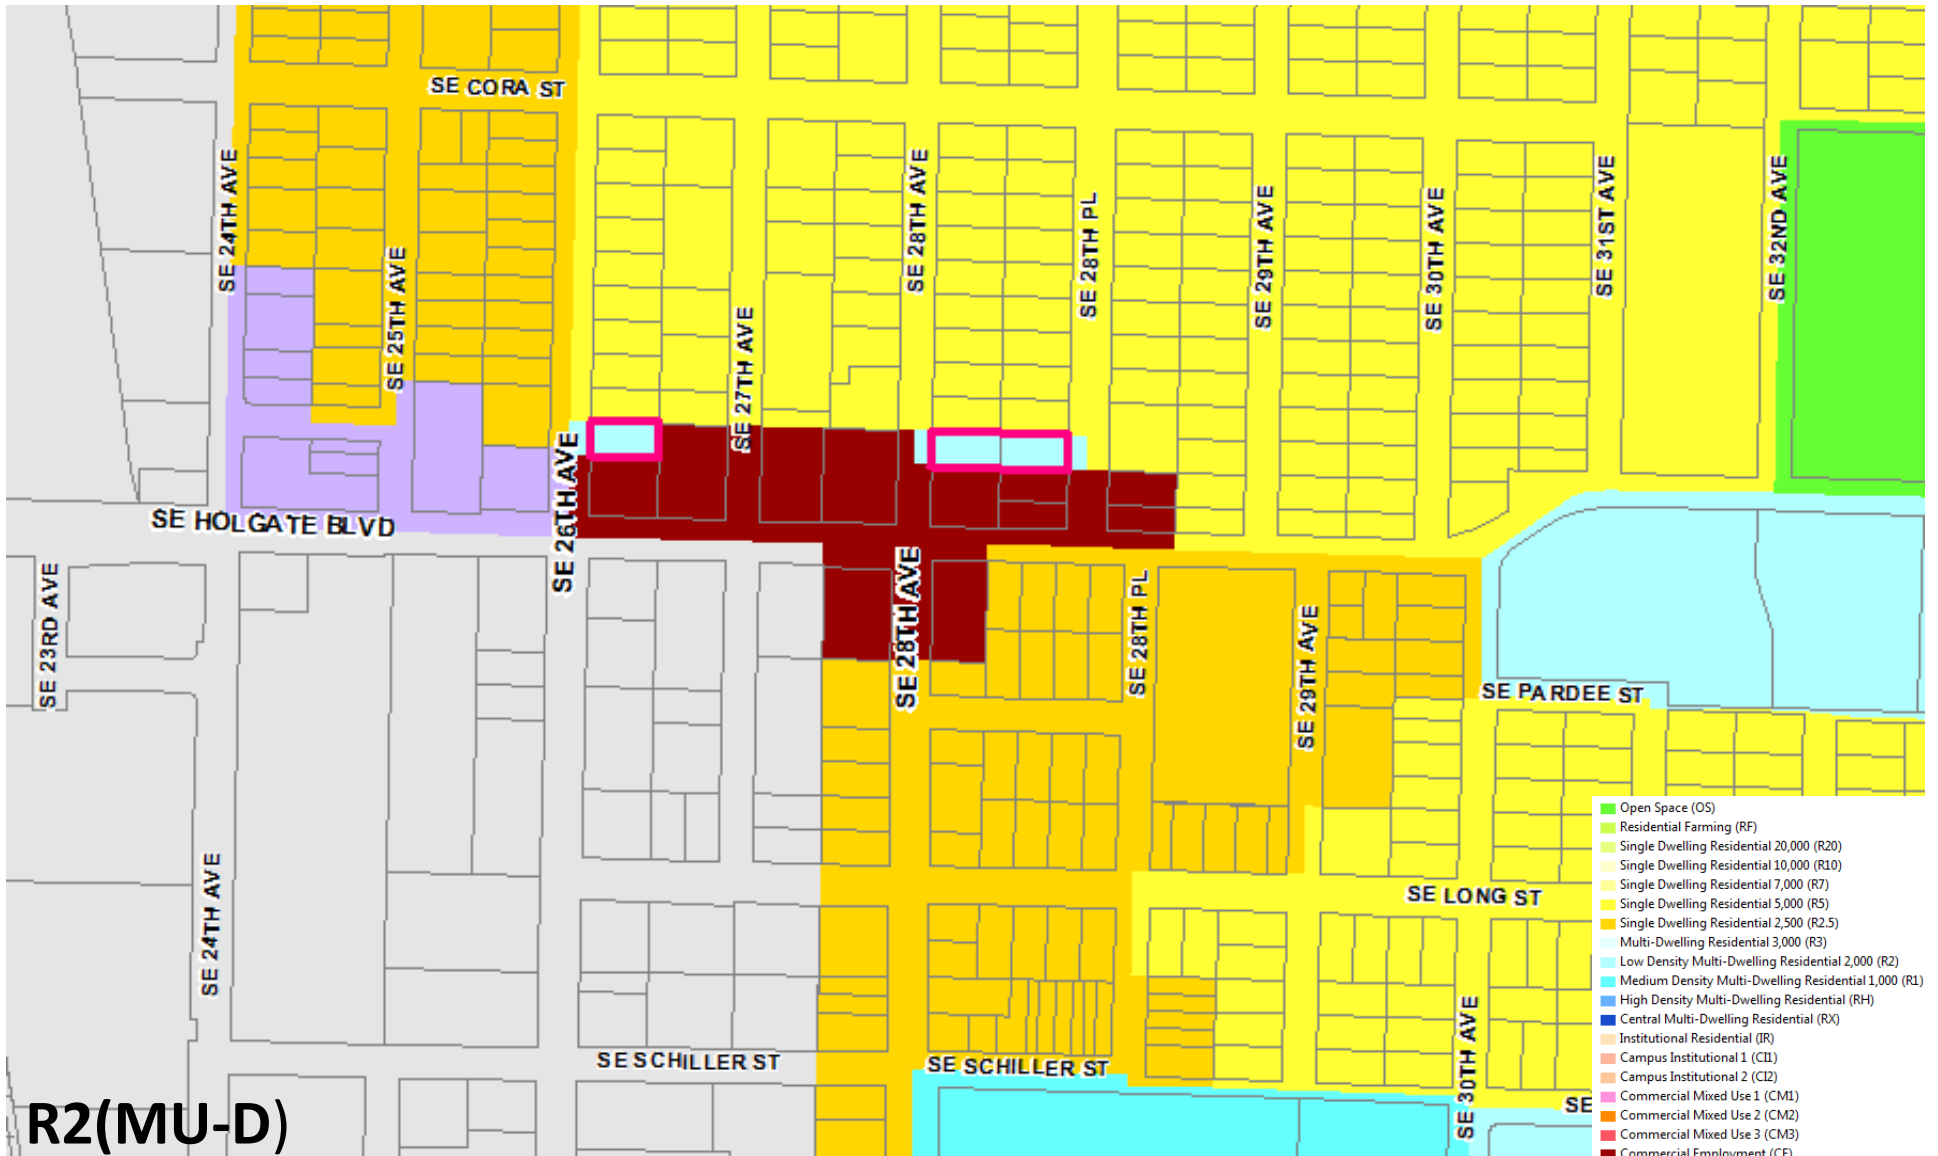 SE CORA ST
SE 24TH AVE
SE 25TH AVE
SE 26TH AVE
SE 27TH AVE
SE 28TH AVE
SE 28TH PL
SE 29TH AVE
SE 30TH AVE
SE 31ST AVE
SE 32ND AVE
SE HOLGATE BLVD
SE 23RD AVE
SE 28TH AVE
SE 28TH PL
SE 29TH AVE
SE PARDEE ST
SE 24TH AVE
SE LONG ST
SE SCHILLER ST
SE SCHILLER ST
SE 30TH AVE
SE
R2(MU-D)
Open Space (OS)
Residential Farming (RF)
Single Dwelling Residential 20,000 (R20)
Single Dwelling Residential 10,000 (R10)
Single Dwelling Residential 7,000 (R7)
Single Dwelling Residential 5,000 (R5)
Single Dwelling Residential 2,500 (R2.5)
Multi-Dwelling Residential 3,000 (R3)
Low Density Multi-Dwelling Residential 2,000 (R2)
Medium Density Multi-Dwelling Residential 1,000 (R1)
High Density Multi-Dwelling Residential (RH)
Central Multi-Dwelling Residential (RX)
Institutional Residential (IR)
Campus Institutional 1 (CI1)
Campus Institutional 2 (CI2)
Commercial Mixed Use 1 (CM1)
Commercial Mixed Use 2 (CM2)
Commercial Mixed Use 3 (CM3)
Commercial Employment (CE)